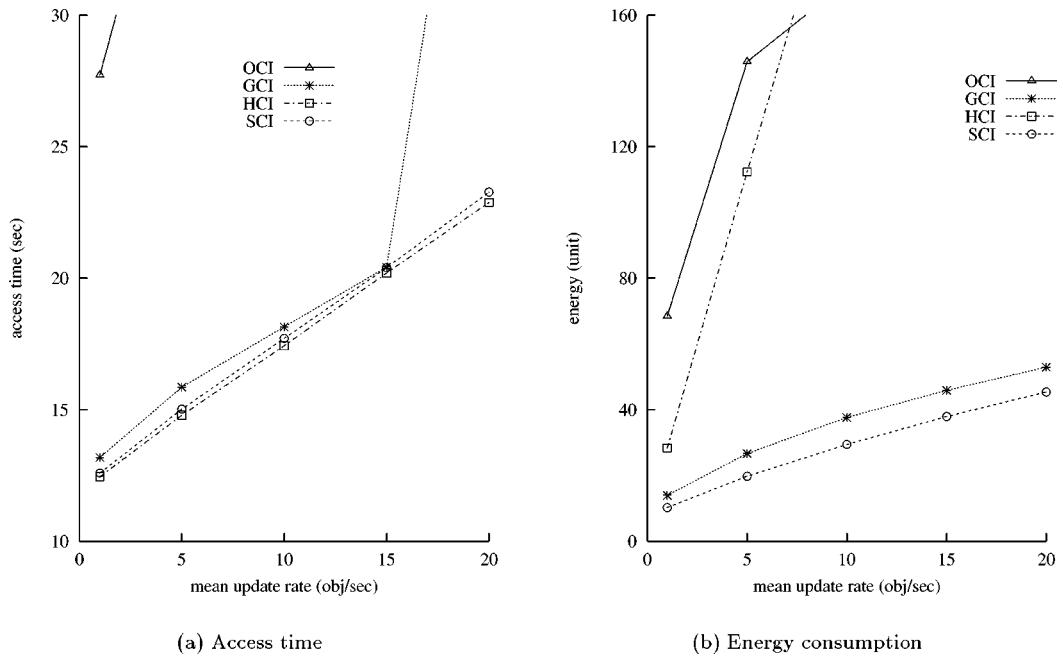 30
25
20
15
10
access time (sec)
OCI
GCI
HCI
SCI
0 5 10 15 20
mean update rate (obj/sec)
(a) Access time
160
120
80
40
0
energy (unit)
OCI
GCI
HCI
SCI
0 5 10 15 20
mean update rate (obj/sec)
(b) Energy consumption